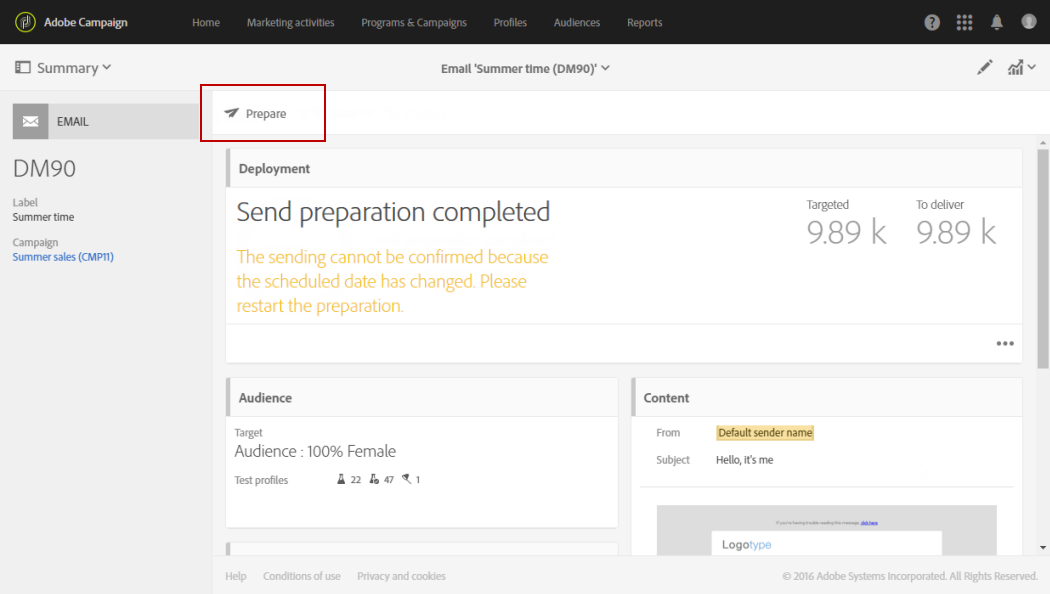 Adobe Campaign
Home
Marketing activities
Programs & Campaigns
Profiles
Audiences
Reports
Summary
Email 'Summer time (DM90)'
EMAIL
DM90
Label
Summer time
Campaign
Summer sales (CMP11)
Prepare
Deployment
Send preparation completed
The sending cannot be confirmed because
the scheduled date has changed. Please
restart the preparation.
Targeted
9.89 k
To deliver
9.89 k
Audience
Target
Audience : 100% Female
Test profiles 22 47 1
Content
From Default sender name
Subject Hello, it's me
If you're having trouble reading this message, click here
Logotype
Help
Conditions of use
Privacy and cookies
© 2016 Adobe Systems Incorporated. All Rights Reserved.